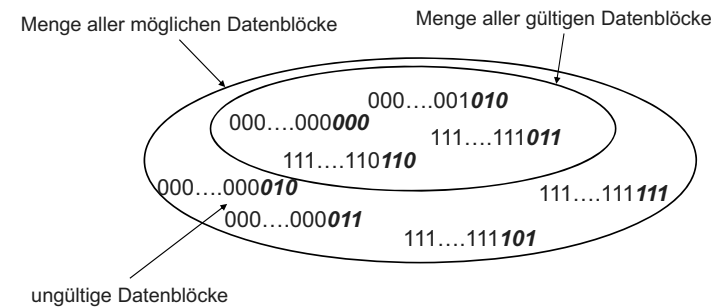 Menge aller möglichen Datenblöcke
Menge aller gültigen Datenblöcke
000....001010
000....000000
111....111011
111....110110
000....000010
111....111111
000....000011
111....111101
ungültige Datenblöcke